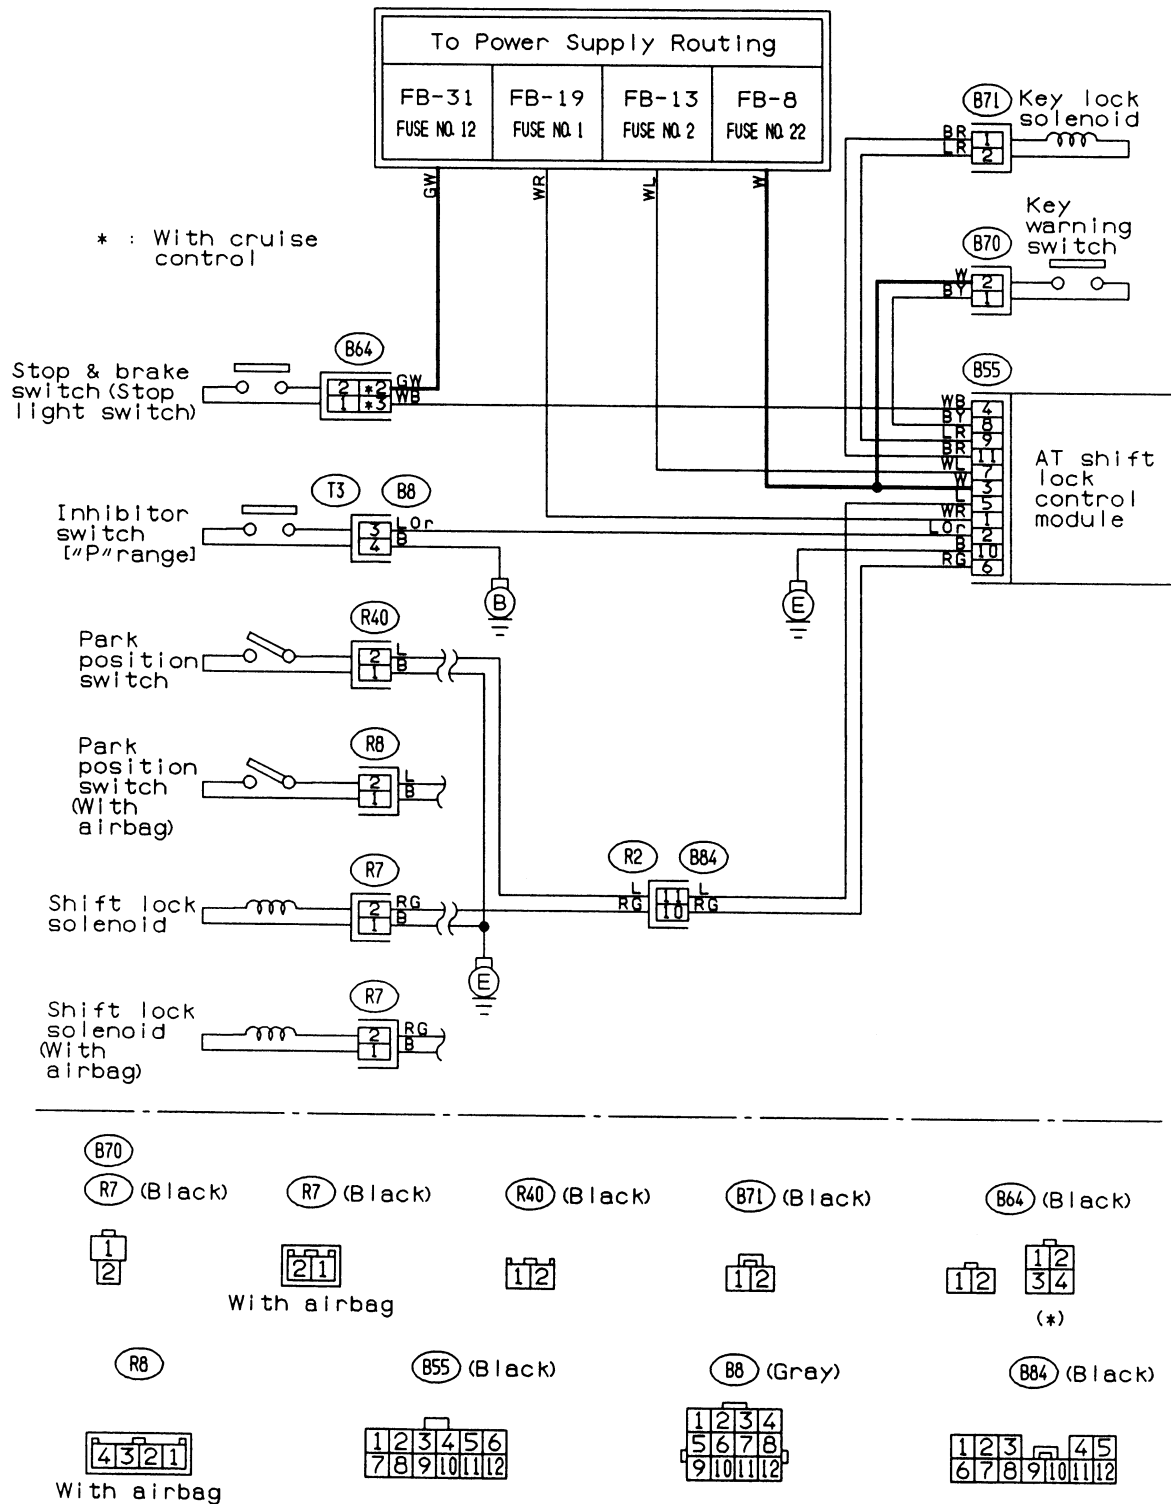 To Power Supply Routing
FB-31 FB-19 FB-13 FB-8
FUSE NO. 12 FUSE NO. 1 FUSE NO. 2 FUSE NO. 22
GW WR WL W
* : With cruise
control
B71 Key lock
solenoid
BR 1
LR 2
Key
warning
switch
B70
W 2
BY 1
Stop & brake
switch (Stop
light switch)
B64
2 *2 GW
1 *3 WB
B55
WB 4
BY 8
LR 9
BR 11
WL 7
W 3
L 5
WR 1
LOr 2
B 10
RG 6
AT shift
lock
control
module
Inhibitor
switch
["P" range]
T3 B8
3 LOr
4 B
B
E
Park
position
switch
R40
2 L
1 B
Park
position
switch
(With
airbag)
R8
2 L
1 B
R2 B84
L 11 L
RG 10 RG
Shift lock
solenoid
R7
2 RG
1 B
E
Shift lock
solenoid
(With
airbag)
R7
2 RG
1 B
B70
R7 (Black)
1
2
R7 (Black)
2 1
With airbag
R40 (Black)
1 2
B71 (Black)
1 2
B64 (Black)
1 2
1 2
3 4
(*)
R8
4 3 2 1
With airbag
B55 (Black)
1 2 3 4 5 6
7 8 9 10 11 12
B8 (Gray)
1 2 3 4
5 6 7 8
9 10 11 12
B84 (Black)
1 2 3 4 5
6 7 8 9 10 11 12